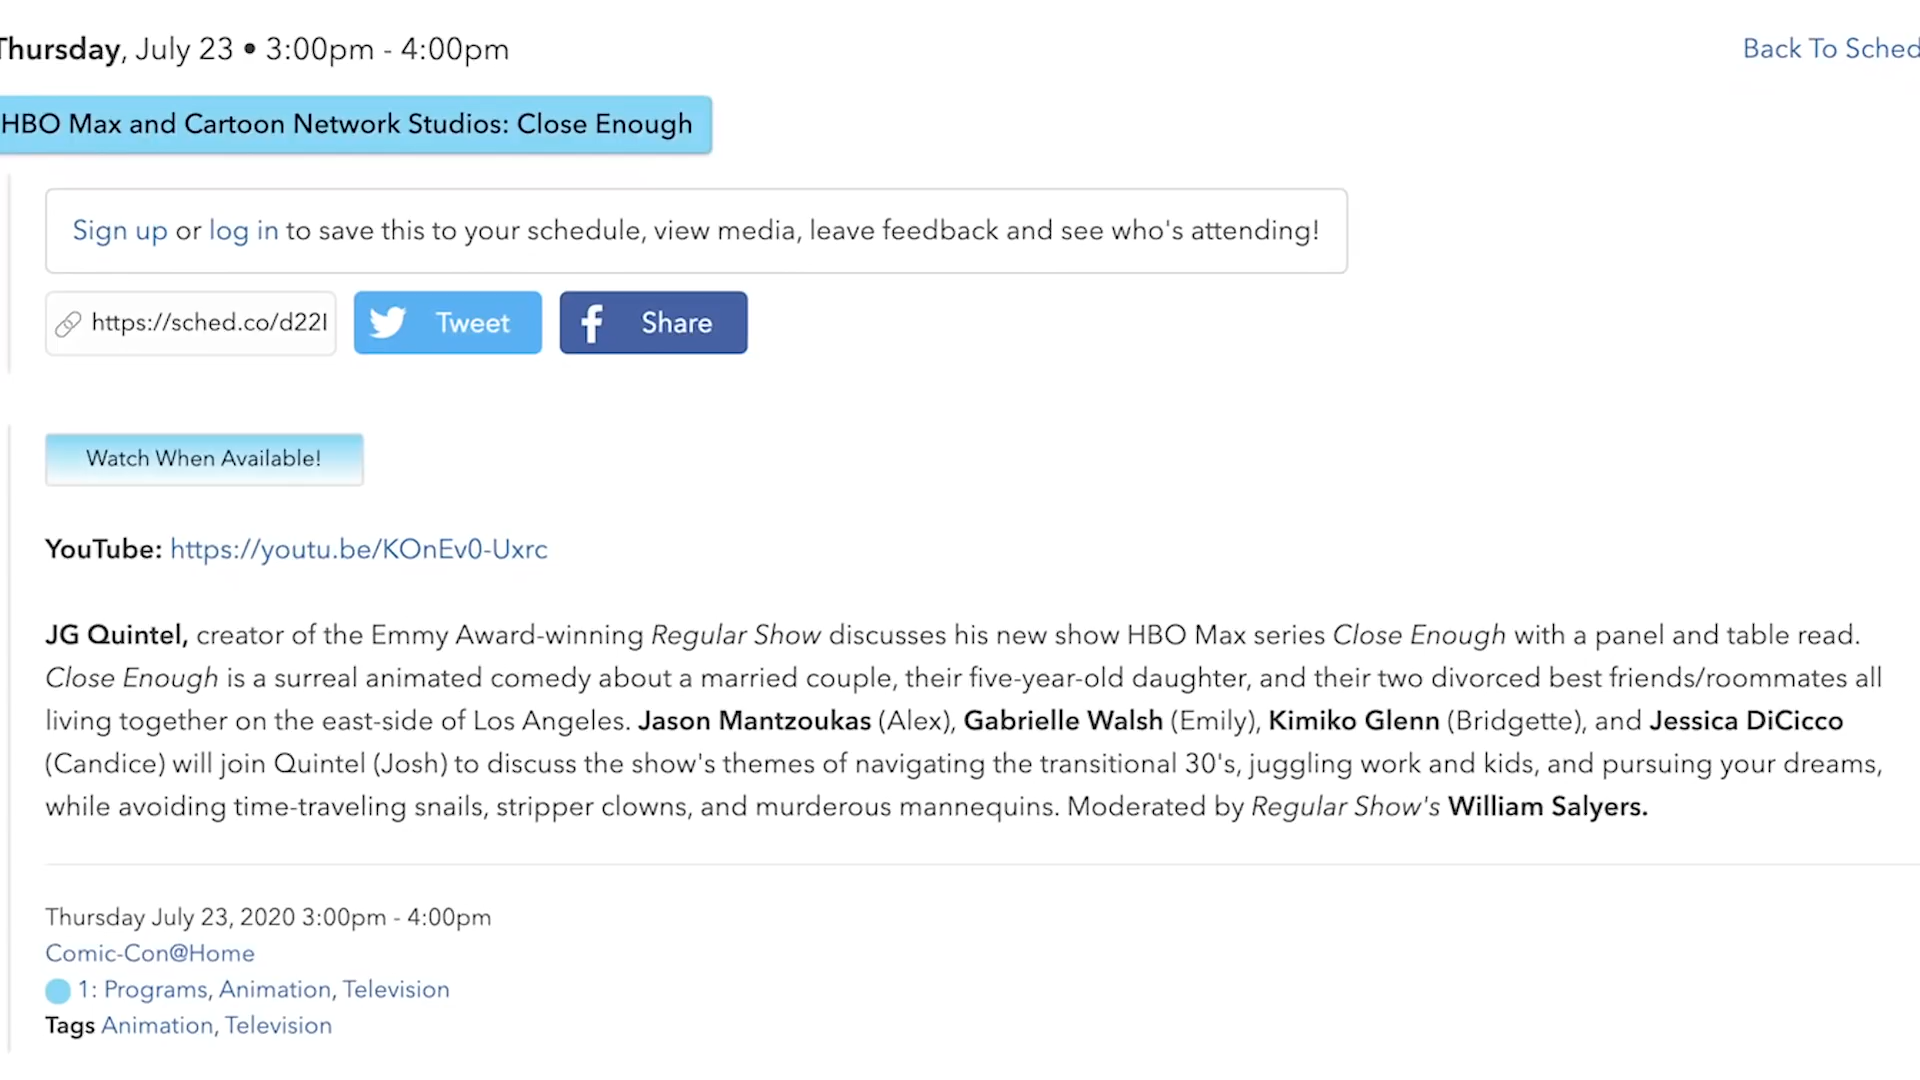 Thursday, July 23 • 3:00pm - 4:00pm
Back To Sched
HBO Max and Cartoon Network Studios: Close Enough
Sign up or log in to save this to your schedule, view media, leave feedback and see who's attending!
https://sched.co/d22I
Tweet
Share
Watch When Available!
YouTube: https://youtu.be/KOnEv0-Uxrc
JG Quintel, creator of the Emmy Award-winning Regular Show discusses his new show HBO Max series Close Enough with a panel and table read.
Close Enough is a surreal animated comedy about a married couple, their five-year-old daughter, and their two divorced best friends/roommates all
living together on the east-side of Los Angeles. Jason Mantzoukas (Alex), Gabrielle Walsh (Emily), Kimiko Glenn (Bridgette), and Jessica DiCicco
(Candice) will join Quintel (Josh) to discuss the show's themes of navigating the transitional 30's, juggling work and kids, and pursuing your dreams,
while avoiding time-traveling snails, stripper clowns, and murderous mannequins. Moderated by Regular Show's William Salyers.
Thursday July 23, 2020 3:00pm - 4:00pm
Comic-Con@Home
1: Programs, Animation, Television
Tags Animation, Television